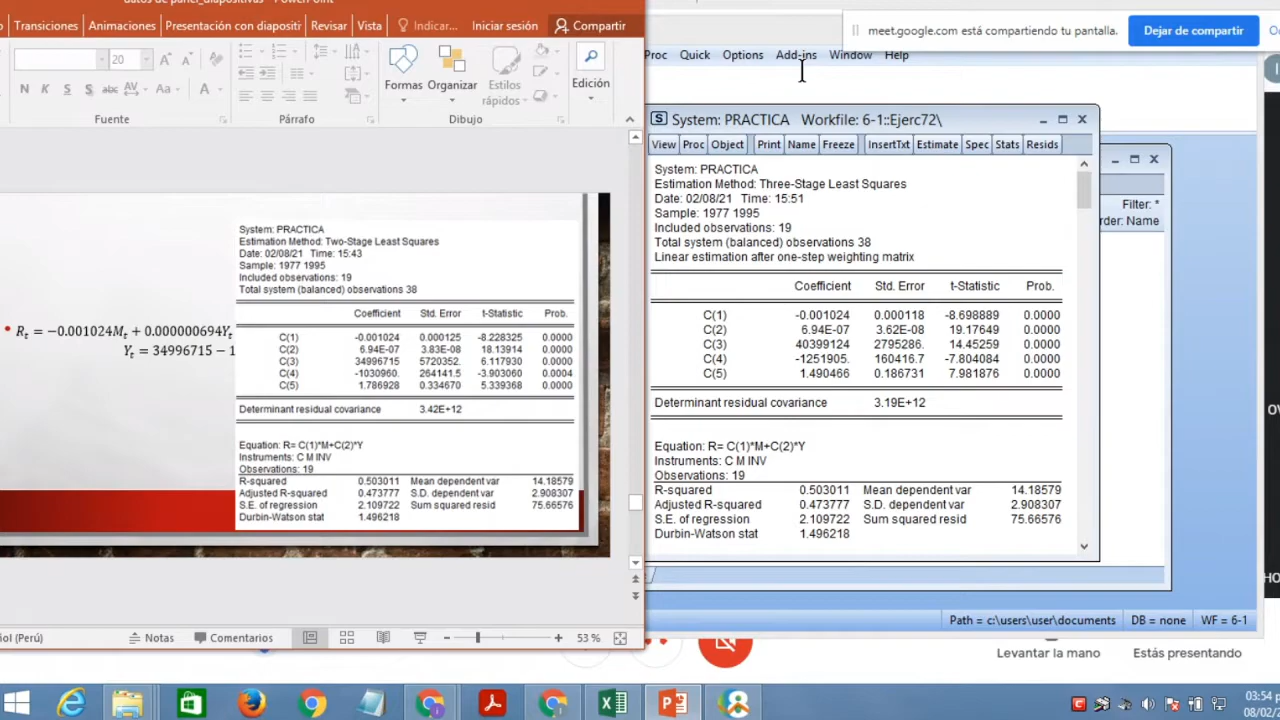 datos de panel_diapositivas - PowerPoint
Transiciones Animaciones Presentación con diapositi Revisar Vista Indicar... Iniciar sesión Compartir
20
Fuente
Párrafo
Formas Organizar Estilos rápidos
Dibujo
Edición
System: PRACTICA
Estimation Method: Two-Stage Least Squares
Date: 02/08/21 Time: 15:43
Sample: 1977 1995
Included observations: 19
Total system (balanced) observations 38
Coefficient Std. Error t-Statistic Prob.
C(1) -0.001024 0.000125 -8.228325 0.0000
C(2) 6.94E-07 3.83E-08 18.13914 0.0000
C(3) 34996715 5720352. 6.117930 0.0000
C(4) -1030960. 264141.5 -3.903060 0.0004
C(5) 1.786928 0.334670 5.339368 0.0000
Determinant residual covariance 3.42E+12
Equation: R= C(1)*M+C(2)*Y
Instruments: C M INV
Observations: 19
R-squared 0.503011 Mean dependent var 14.18579
Adjusted R-squared 0.473777 S.D. dependent var 2.908307
S.E. of regression 2.109722 Sum squared resid 75.66576
Durbin-Watson stat 1.496218
• Rₜ = −0.001024Mₜ + 0.000000694Yₜ
Yₜ = 34996715 − 1
ol (Perú) Notas Comentarios 53 %
meet.google.com está compartiendo tu pantalla. Dejar de compartir
Proc Quick Options Add-ins Window Help
System: PRACTICA Workfile: 6-1::Ejerc72\
View Proc Object Print Name Freeze InsertTxt Estimate Spec Stats Resids
System: PRACTICA
Estimation Method: Three-Stage Least Squares
Date: 02/08/21 Time: 15:51
Sample: 1977 1995
Included observations: 19
Total system (balanced) observations 38
Linear estimation after one-step weighting matrix
Coefficient Std. Error t-Statistic Prob.
C(1) -0.001024 0.000118 -8.698889 0.0000
C(2) 6.94E-07 3.62E-08 19.17649 0.0000
C(3) 40399124 2795286. 14.45259 0.0000
C(4) -1251905. 160416.7 -7.804084 0.0000
C(5) 1.490466 0.186731 7.981876 0.0000
Determinant residual covariance 3.19E+12
Equation: R= C(1)*M+C(2)*Y
Instruments: C M INV
Observations: 19
R-squared 0.503011 Mean dependent var 14.18579
Adjusted R-squared 0.473777 S.D. dependent var 2.908307
S.E. of regression 2.109722 Sum squared resid 75.66576
Durbin-Watson stat 1.496218
Filter: *
rder: Name
Path = c:\users\user\documents DB = none WF = 6-1
Levantar la mano Estás presentando
03:54 p
08/02/2